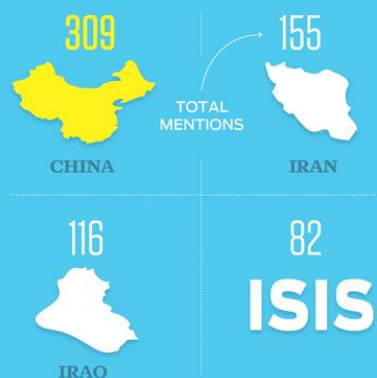 309
155
TOTAL
MENTIONS
CHINA
IRAN
116
82
ISIS
IRAQ